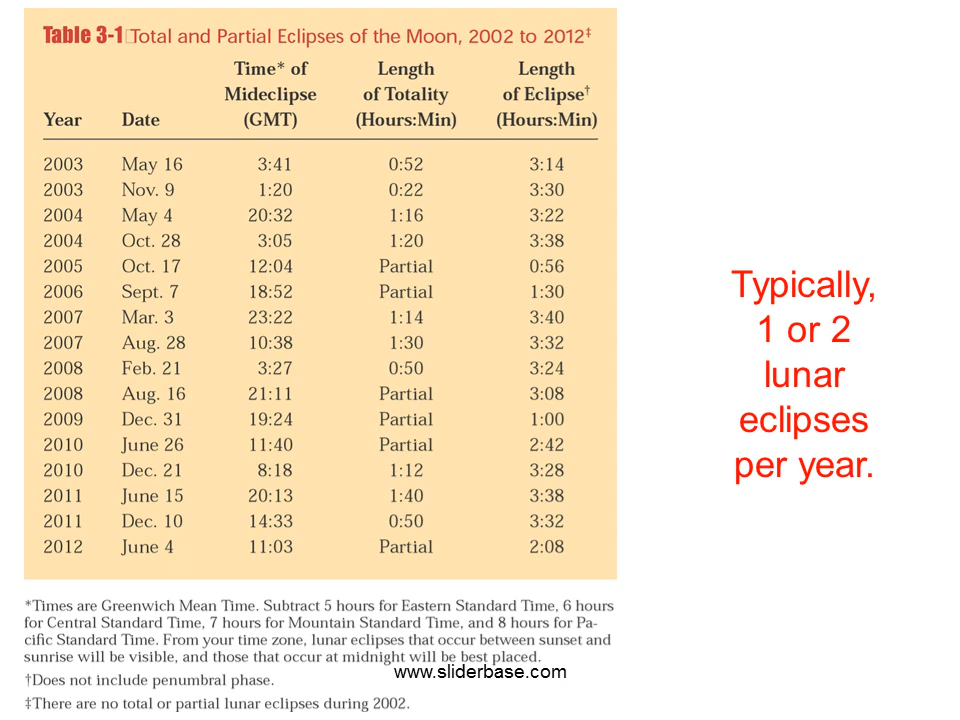 Table 3-1 Total and Partial Eclipses of the Moon, 2002 to 2012‡
Time* of Length Length
Mideclipse of Totality of Eclipse†
Year Date (GMT) (Hours:Min) (Hours:Min)
2003 May 16 3:41 0:52 3:14
2003 Nov. 9 1:20 0:22 3:30
2004 May 4 20:32 1:16 3:22
2004 Oct. 28 3:05 1:20 3:38
2005 Oct. 17 12:04 Partial 0:56
2006 Sept. 7 18:52 Partial 1:30
2007 Mar. 3 23:22 1:14 3:40
2007 Aug. 28 10:38 1:30 3:32
2008 Feb. 21 3:27 0:50 3:24
2008 Aug. 16 21:11 Partial 3:08
2009 Dec. 31 19:24 Partial 1:00
2010 June 26 11:40 Partial 2:42
2010 Dec. 21 8:18 1:12 3:28
2011 June 15 20:13 1:40 3:38
2011 Dec. 10 14:33 0:50 3:32
2012 June 4 11:03 Partial 2:08
*Times are Greenwich Mean Time. Subtract 5 hours for Eastern Standard Time, 6 hours
for Central Standard Time, 7 hours for Mountain Standard Time, and 8 hours for Pa-
cific Standard Time. From your time zone, lunar eclipses that occur between sunset and
sunrise will be visible, and those that occur at midnight will be best placed.
†Does not include penumbral phase.
‡There are no total or partial lunar eclipses during 2002.
Typically,
1 or 2
lunar
eclipses
per year.
www.sliderbase.com